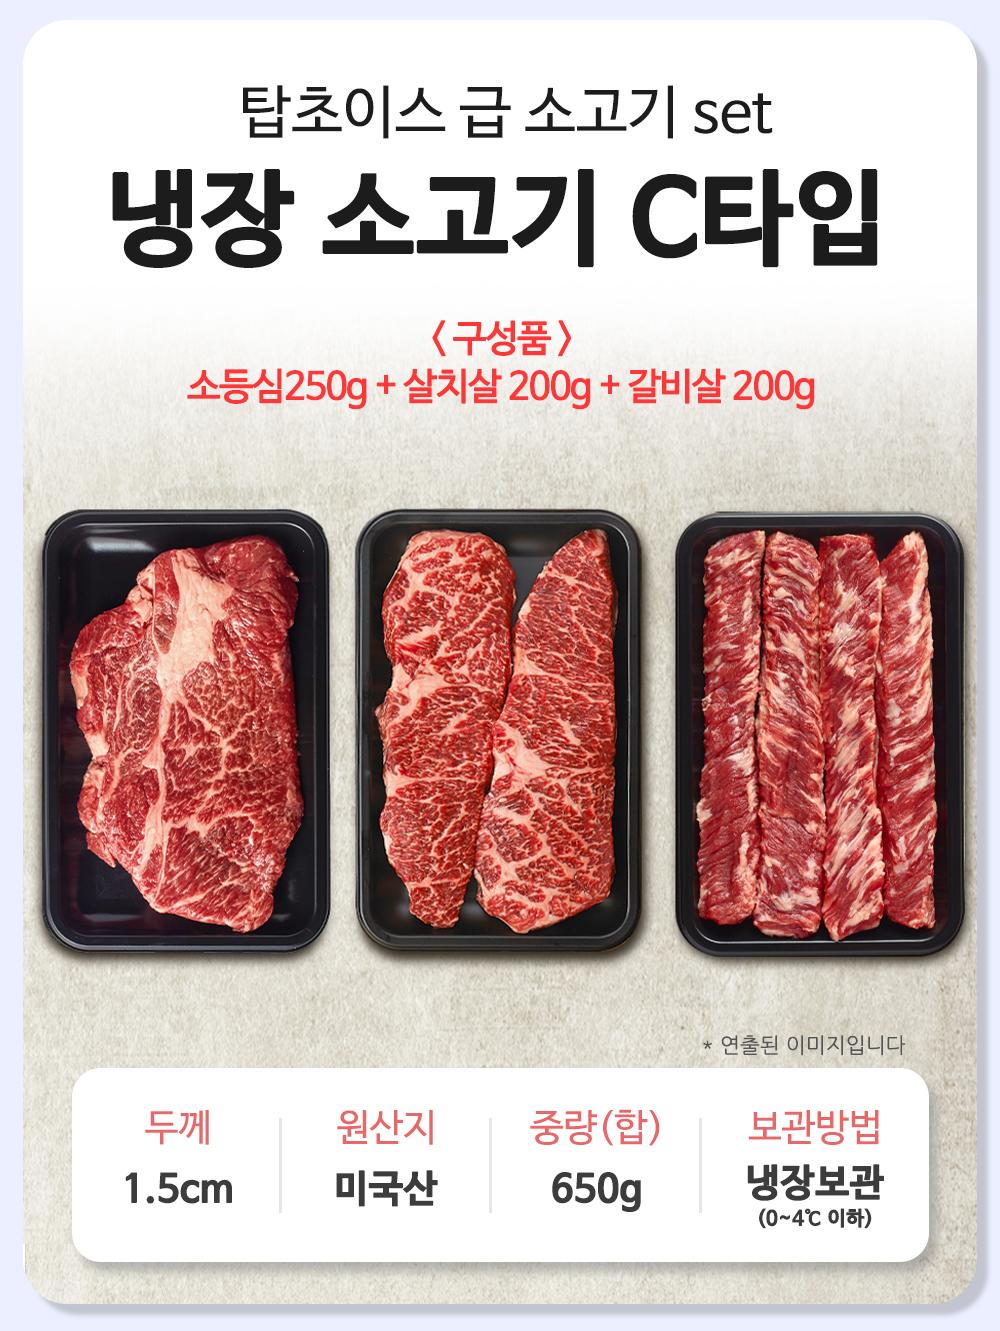 탑초이스 급 소고기 set
냉장 소고기 C타입
〈 구성품 〉
소등심250g + 살치살 200g + 갈비살 200g
* 연출된 이미지입니다
두께
1.5cm
원산지
미국산
중량(합)
650g
보관방법
냉장보관
(0~4℃ 이하)